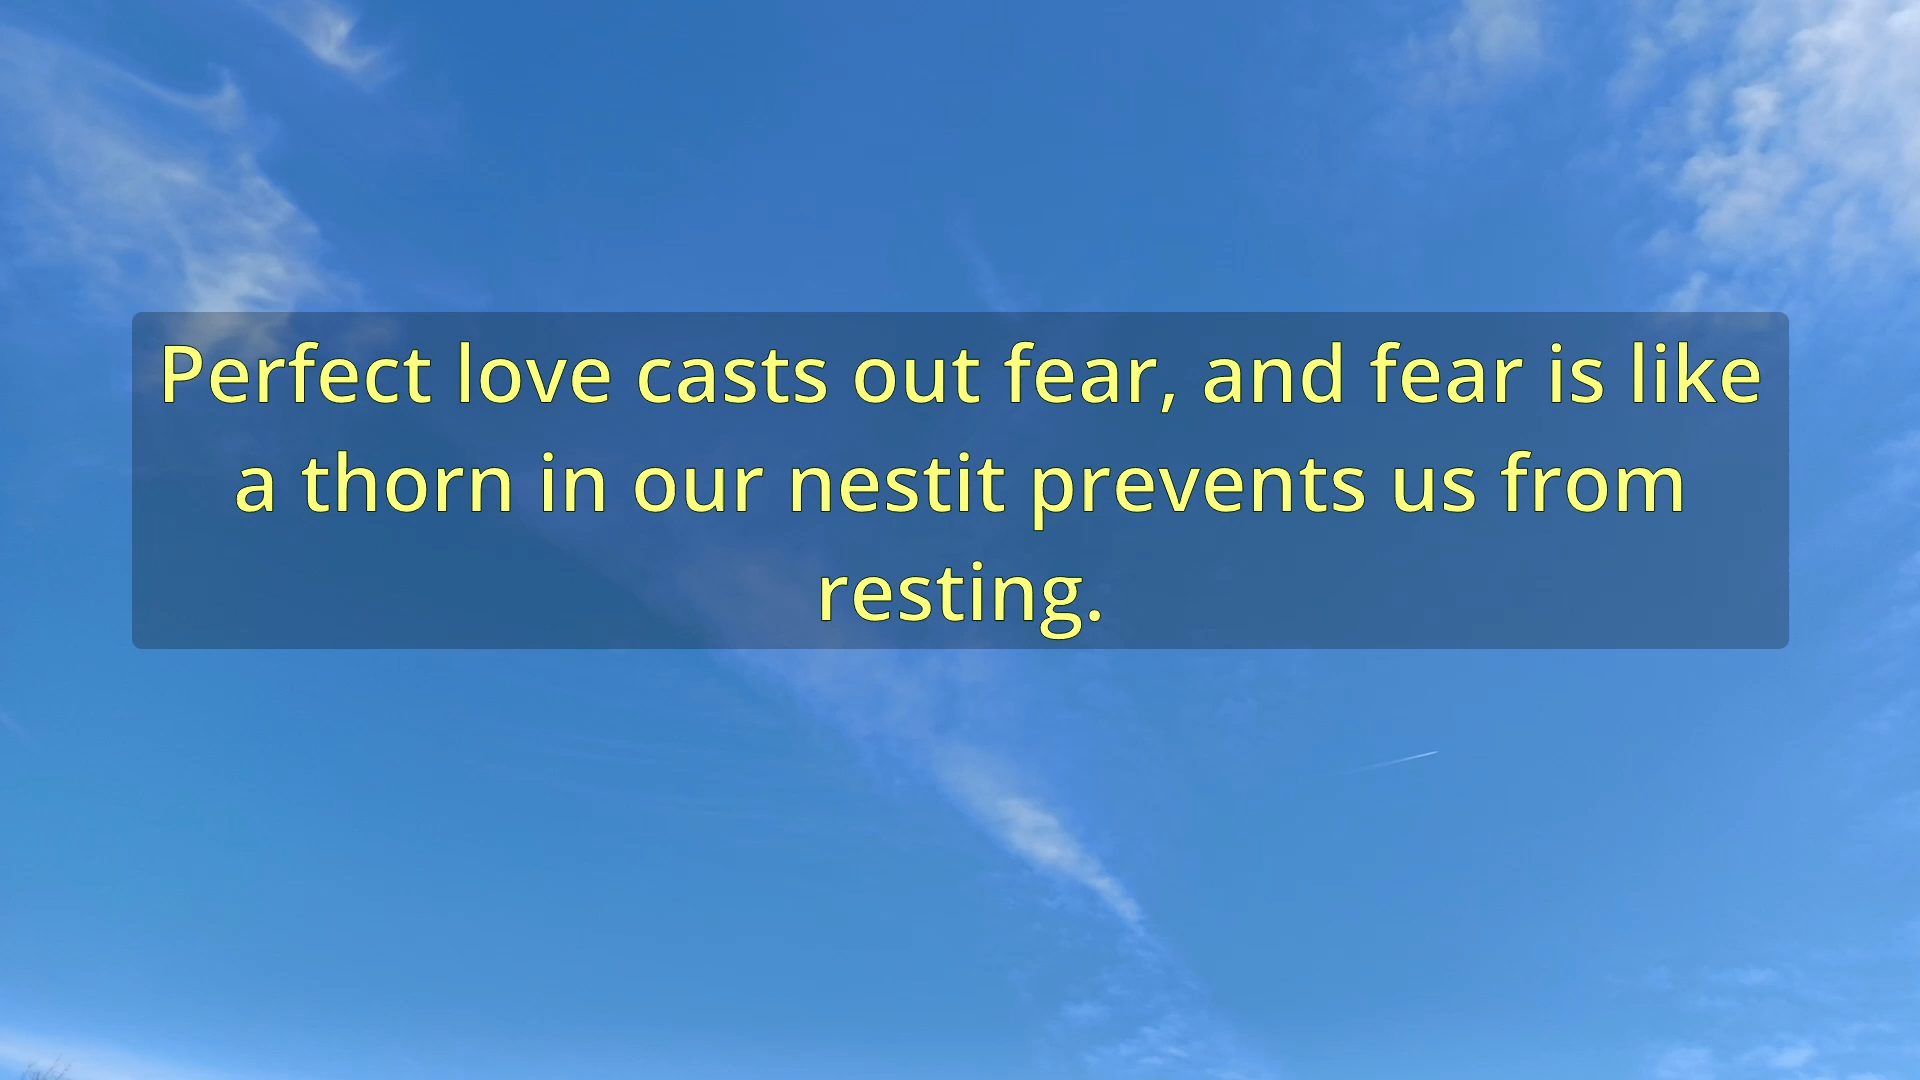 Perfect love casts out fear, and fear is like
a thorn in our nestit prevents us from
resting.